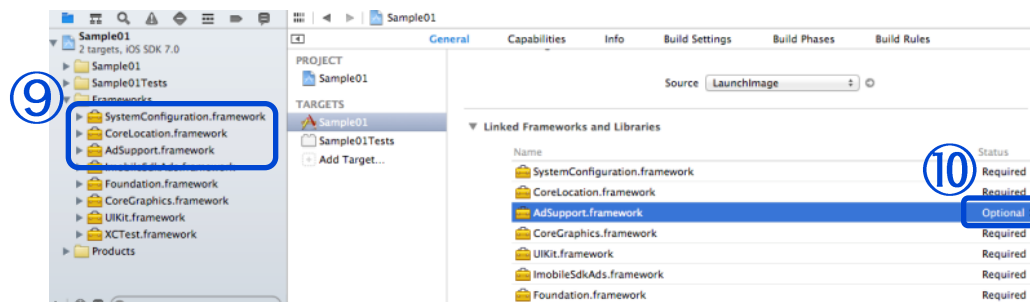 Sample01
Sample01
2 targets, iOS SDK 7.0
Sample01
Sample01Tests
Frameworks
SystemConfiguration.framework
CoreLocation.framework
AdSupport.framework
ImobileSdkAds.framework
Foundation.framework
CoreGraphics.framework
UIKit.framework
XCTest.framework
Products
⑨
General Capabilities Info Build Settings Build Phases Build Rules
PROJECT
Sample01
TARGETS
Sample01
Sample01Tests
Add Target...
Source LaunchImage
Linked Frameworks and Libraries
Name Status
SystemConfiguration.framework Required
CoreLocation.framework Required
AdSupport.framework Optional
CoreGraphics.framework Required
UIKit.framework Required
ImobileSdkAds.framework Required
Foundation.framework Required
⑩